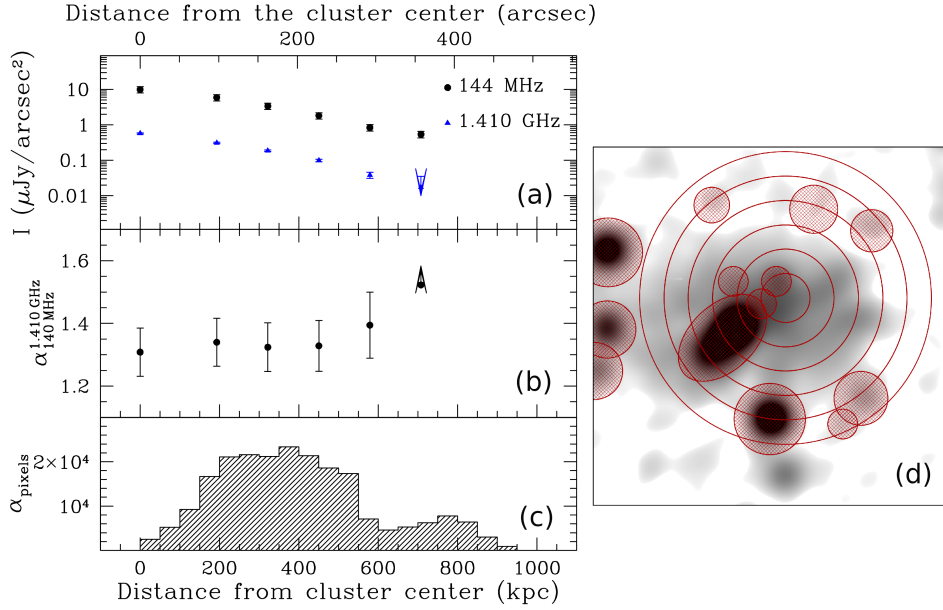 Distance from the cluster center (arcsec)
0 200 400
I (μJy/arcsec²)
10
1
0.1
0.01
144 MHz
1.410 GHz
(a)
α 1.410 GHz 140 MHz
1.6
1.4
1.2
(b)
α pixels
2×10⁴
10⁴
(c)
0 200 400 600 800 1000
Distance from cluster center (kpc)
(d)